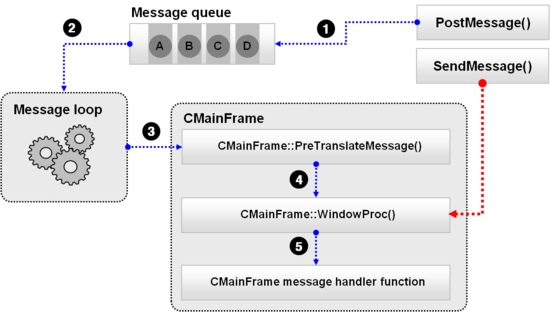 Message queue
1
PostMessage()
2
A B C D
SendMessage()
Message loop
3
CMainFrame
CMainFrame::PreTranslateMessage()
4
CMainFrame::WindowProc()
5
CMainFrame message handler function